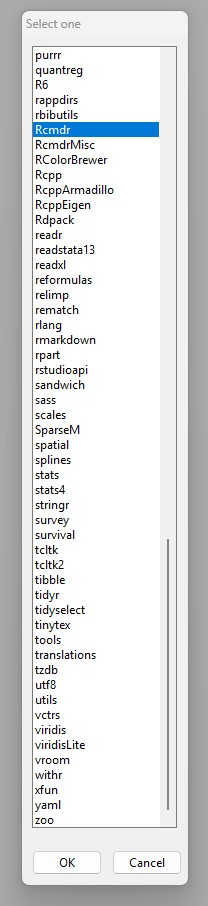 Select one
purrr
quantreg
R6
rappdirs
rbibutils
Rcmdr
RcmdrMisc
RColorBrewer
Rcpp
RcppArmadillo
RcppEigen
Rdpack
readr
readstata13
readxl
reformulas
relimp
rematch
rlang
rmarkdown
rpart
rstudioapi
sandwich
sass
scales
SparseM
spatial
splines
stats
stats4
stringr
survey
survival
tcltk
tcltk2
tibble
tidyr
tidyselect
tinytex
tools
translations
tzdb
utf8
utils
vctrs
viridis
viridisLite
vroom
withr
xfun
yaml
zoo
OK Cancel